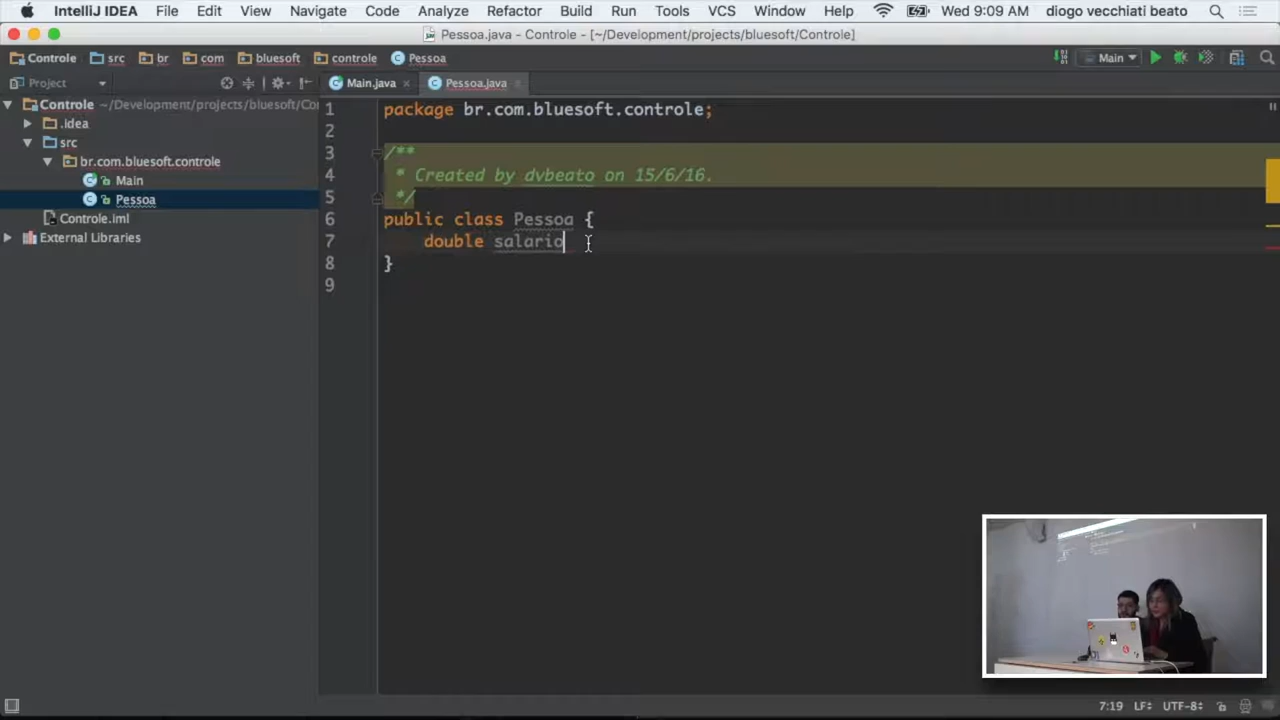 IntelliJ IDEA File Edit View Navigate Code Analyze Refactor Build Run Tools VCS Window Help Wed 9:09 AM diogo vecchiati beato
Pessoa.java - Controle - [~/Development/projects/bluesoft/Controle]
Controle src br com bluesoft controle Pessoa Main
Project Main.java Pessoa.java
Controle ~/Development/projects/bluesoft/Co
.idea
src
br.com.bluesoft.controle
Main
Pessoa
Controle.iml
External Libraries
1 package br.com.bluesoft.controle;
2
3 /**
4 * Created by dvbeato on 15/6/16.
5 */
6 public class Pessoa {
7 double salario
8 }
9
7:19 LF UTF-8